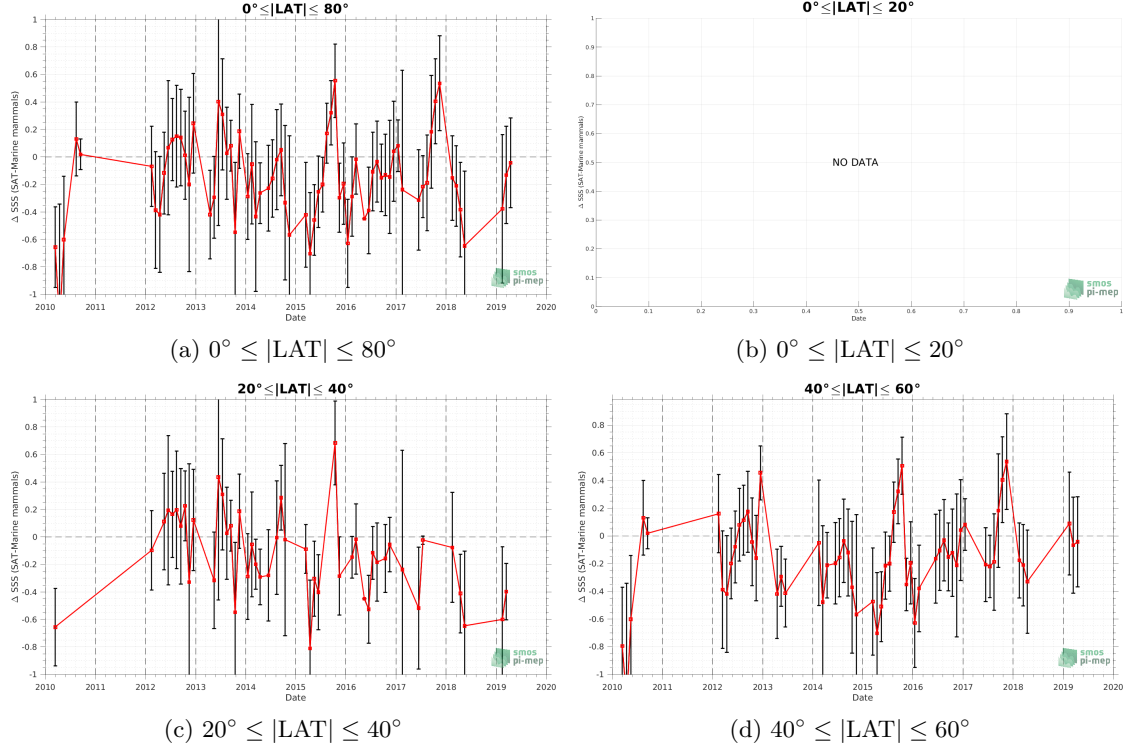 0°≤|LAT|≤ 80°
Δ SSS (SAT-Marine mammals)
1
0.8
0.6
0.4
0.2
0
-0.2
-0.4
-0.6
-0.8
-1
2010 2011 2012 2013 2014 2015 2016 2017 2018 2019 2020
Date
smos
pi-mep
(a) 0° ≤ |LAT| ≤ 80°
0°≤|LAT|≤ 20°
Δ SSS (SAT-Marine mammals)
1
0.9
0.8
0.7
0.6
0.5
0.4
0.3
0.2
0.1
0
NO DATA
0 0.1 0.2 0.3 0.4 0.5 0.6 0.7 0.8 0.9 1
Date
smos
pi-mep
(b) 0° ≤ |LAT| ≤ 20°
20°≤|LAT|≤ 40°
Δ SSS (SAT-Marine mammals)
1
0.8
0.6
0.4
0.2
0
-0.2
-0.4
-0.6
-0.8
-1
2010 2011 2012 2013 2014 2015 2016 2017 2018 2019 2020
Date
smos
pi-mep
(c) 20° ≤ |LAT| ≤ 40°
40°≤|LAT|≤ 60°
Δ SSS (SAT-Marine mammals)
0.8
0.6
0.4
0.2
0
-0.2
-0.4
-0.6
-0.8
-1
2010 2011 2012 2013 2014 2015 2016 2017 2018 2019 2020
Date
smos
pi-mep
(d) 40° ≤ |LAT| ≤ 60°